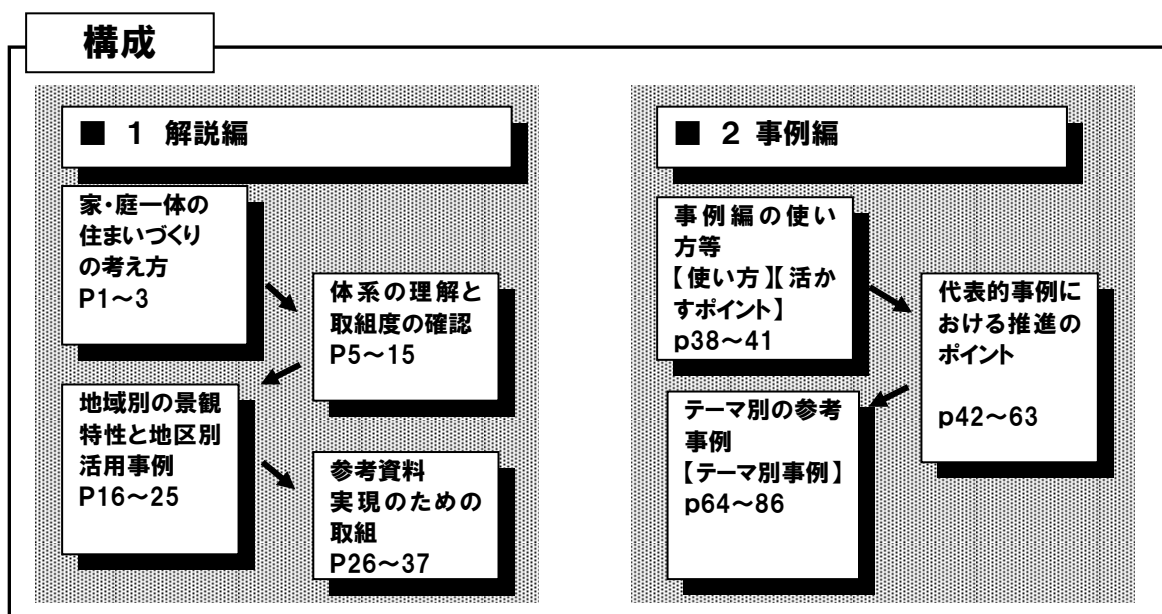 構成
■ 1 解説編
家・庭一体の
住まいづくり
の考え方
P1～3
体系の理解と
取組度の確認
P5～15
地域別の景観
特性と地区別
活用事例
P16～25
参考資料
実現のための
取組
P26～37
■ 2 事例編
事例編の使い
方等
【使い方】【活か
すポイント】
p38～41
代表的事例に
おける推進の
ポイント
p42～63
テーマ別の参考
事例
【テーマ別事例】
p64～86